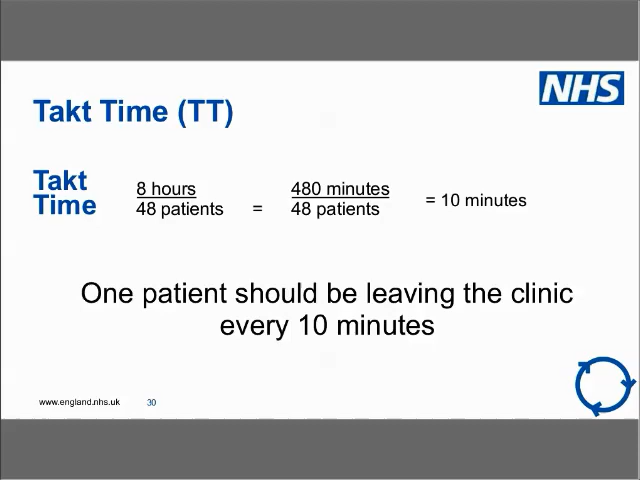 NHS
Takt Time (TT)
Takt
Time
8 hours
48 patients
=
480 minutes
48 patients
= 10 minutes
One patient should be leaving the clinic
every 10 minutes
www.england.nhs.uk
30